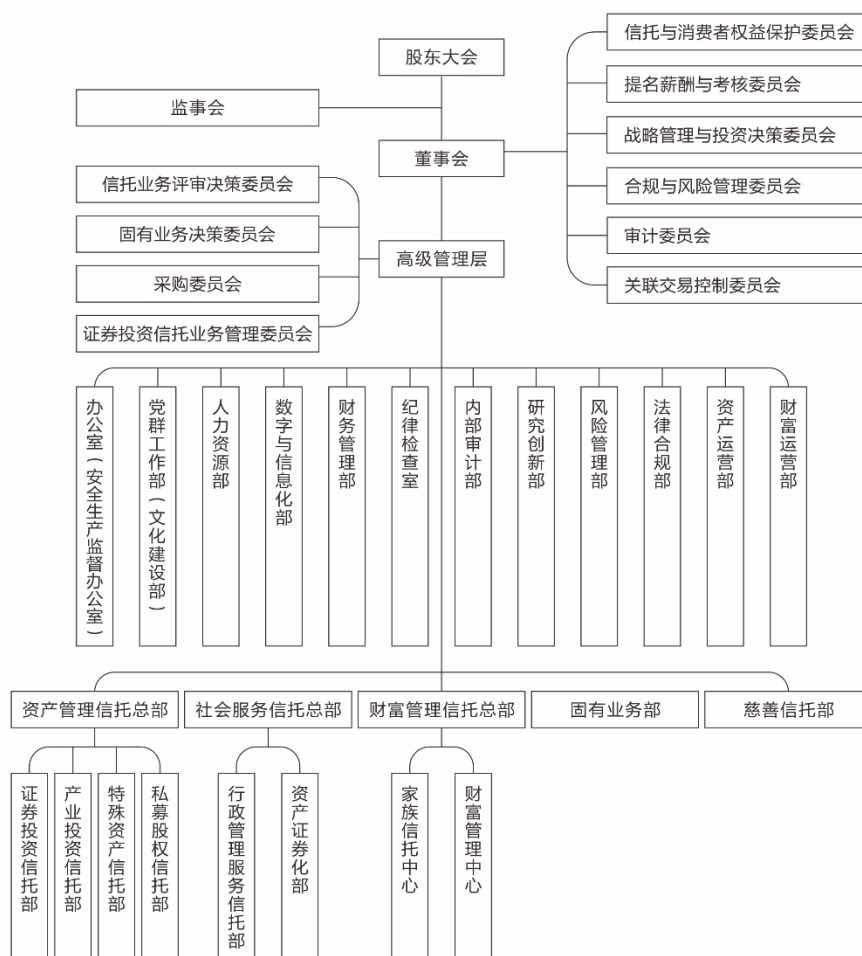 股东大会
监事会
董事会
信托与消费者权益保护委员会
提名薪酬与考核委员会
战略管理与投资决策委员会
合规与风险管理委员会
审计委员会
关联交易控制委员会
信托业务评审决策委员会
固有业务决策委员会
采购委员会
证券投资信托业务管理委员会
高级管理层
办公室(安全生产监督办公室)
党群工作部(文化建设部)
人力资源部
数字与信息化部
财务管理部
纪律检查室
内部审计部
研究创新部
风险管理部
法律合规部
资产运营部
财富运营部
资产管理信托总部
社会服务信托总部
财富管理信托总部
固有业务部
慈善信托部
证券投资信托部
产业投资信托部
特殊资产信托部
私募股权信托部
行政管理服务信托部
资产证券化部
家族信托中心
财富管理中心